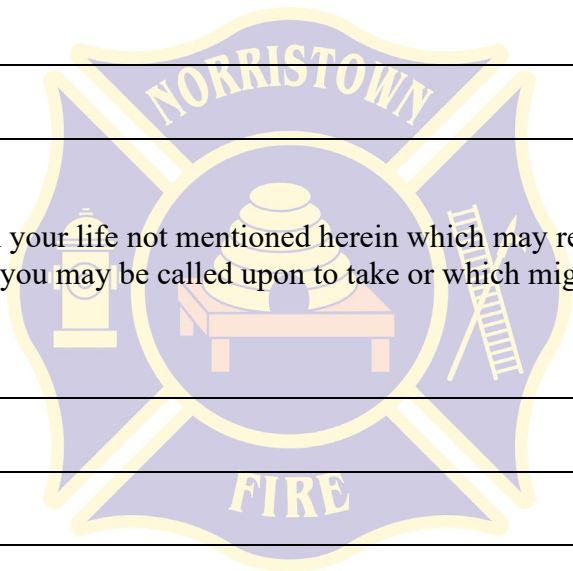 NORRISTOWN
your life not mentioned herein which may re
you may be called upon to take or which mig
FIRE